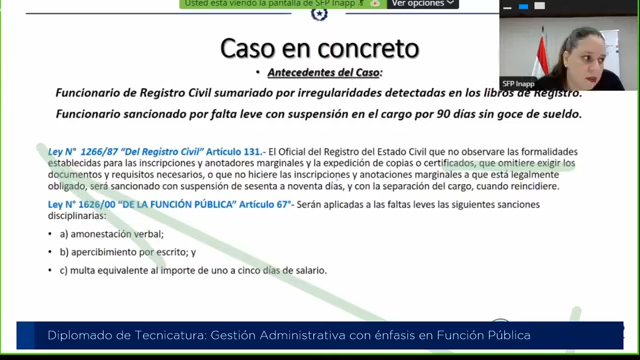 Usted está viendo la pantalla de SFP Inapp
Ver opciones
Caso en concreto
SFP Inapp
• Antecedentes del Caso:
Funcionario de Registro Civil sumariado por irregularidades detectadas en los libros de Registro.
Funcionario sancionado por falta leve con suspensión en el cargo por 90 días sin goce de sueldo.
Ley N° 1266/87 “Del Registro Civil” Artículo 131.- El Oficial del Registro del Estado Civil que no observare las formalidades
establecidas para las inscripciones y anotadores marginales y la expedición de copias o certificados, que omitiere exigir los
documentos y requisitos necesarios, o que no hiciere las inscripciones y anotaciones marginales a que está legalmente
obligado, será sancionado con suspensión de sesenta a noventa días, y con la separación del cargo, cuando reincidiere.
Ley N° 1626/00 “DE LA FUNCIÓN PÚBLICA” Artículo 67°- Serán aplicadas a las faltas leves las siguientes sanciones
disciplinarias:
• a) amonestación verbal;
• b) apercibimiento por escrito; y
• c) multa equivalente al importe de uno a cinco días de salario.
Diplomado de Tecnicatura: Gestión Administrativa con énfasis en Función Pública